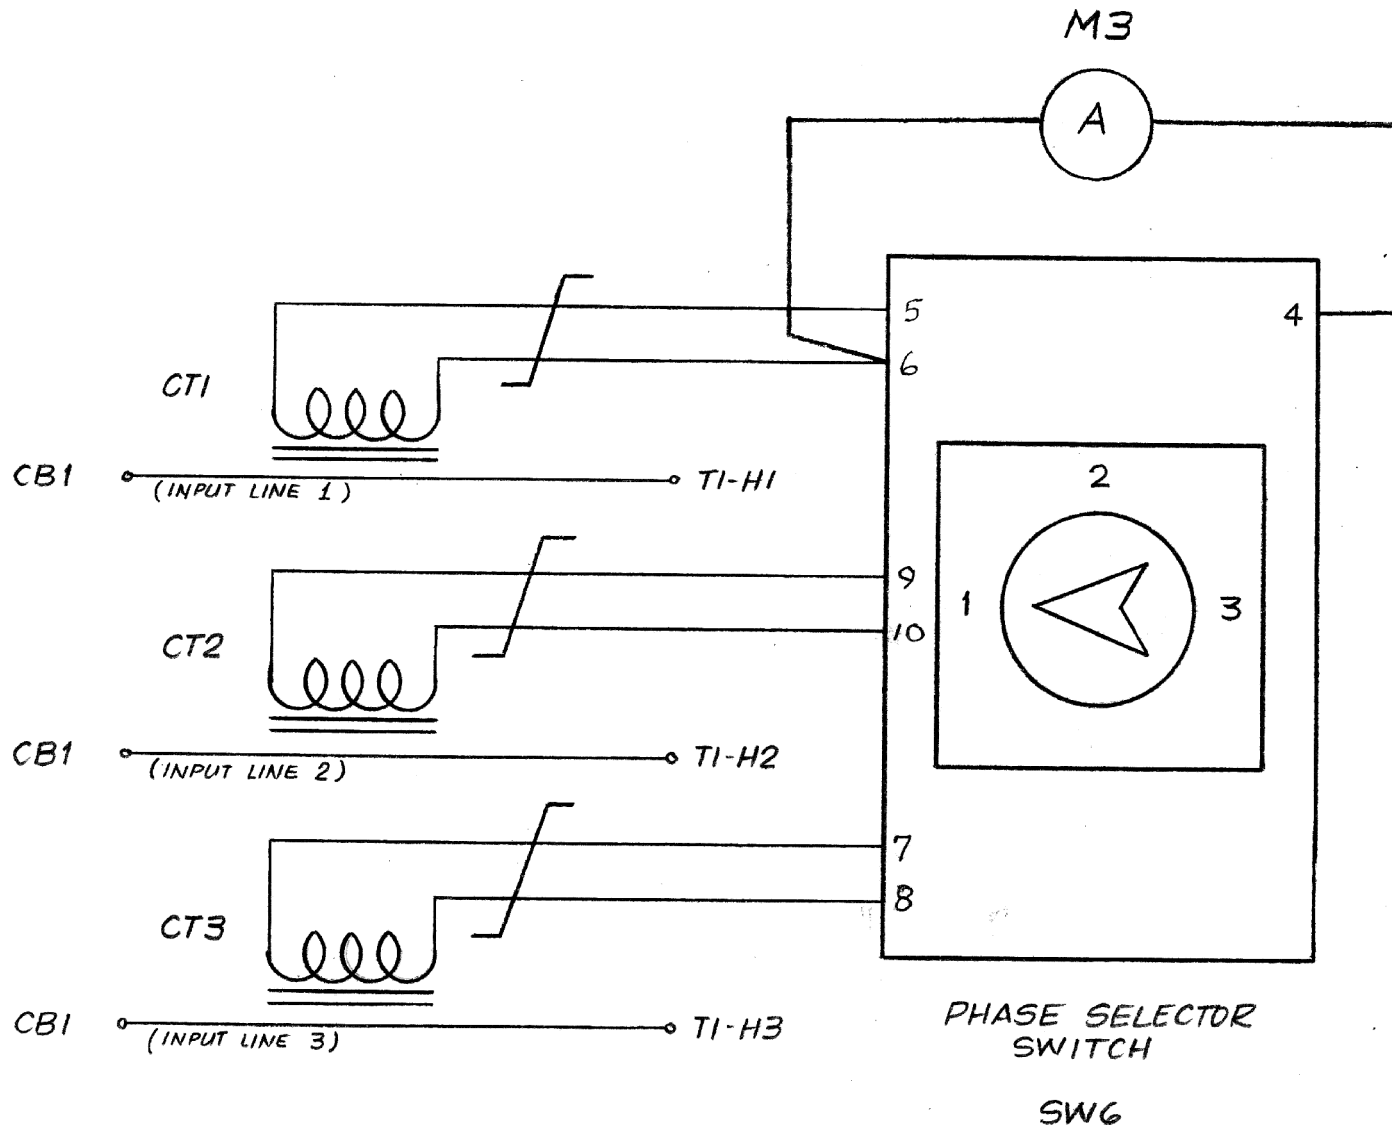 M3
A
5
4
6
CT1
2
CB1
(INPUT LINE 1)
T1-H1
9
1
3
10
CT2
CB1
(INPUT LINE 2)
T1-H2
7
8
CT3
CB1
(INPUT LINE 3)
T1-H3
PHASE SELECTOR
SWITCH
SW6